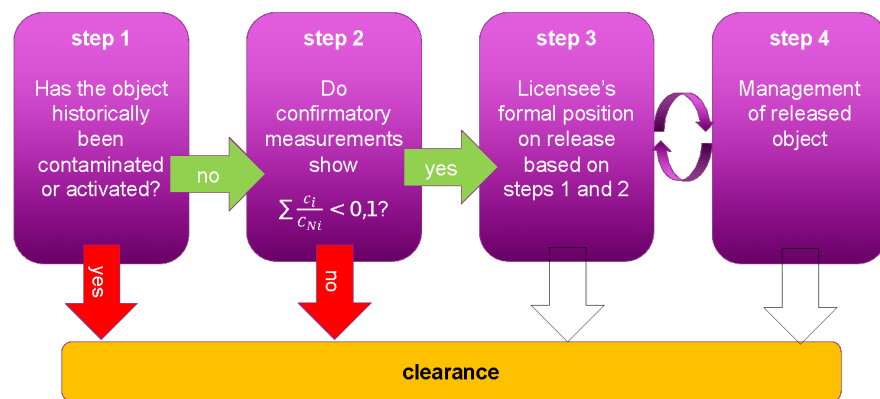 step 1
Has the object
historically
been
contaminated
or activated?
no
yes
step 2
Do
confirmatory
measurements
show
∑ c_i/C_{Ni} < 0,1?
yes
no
step 3
Licensee's
formal position
on release
based on
steps 1 and 2
step 4
Management
of released
object
clearance